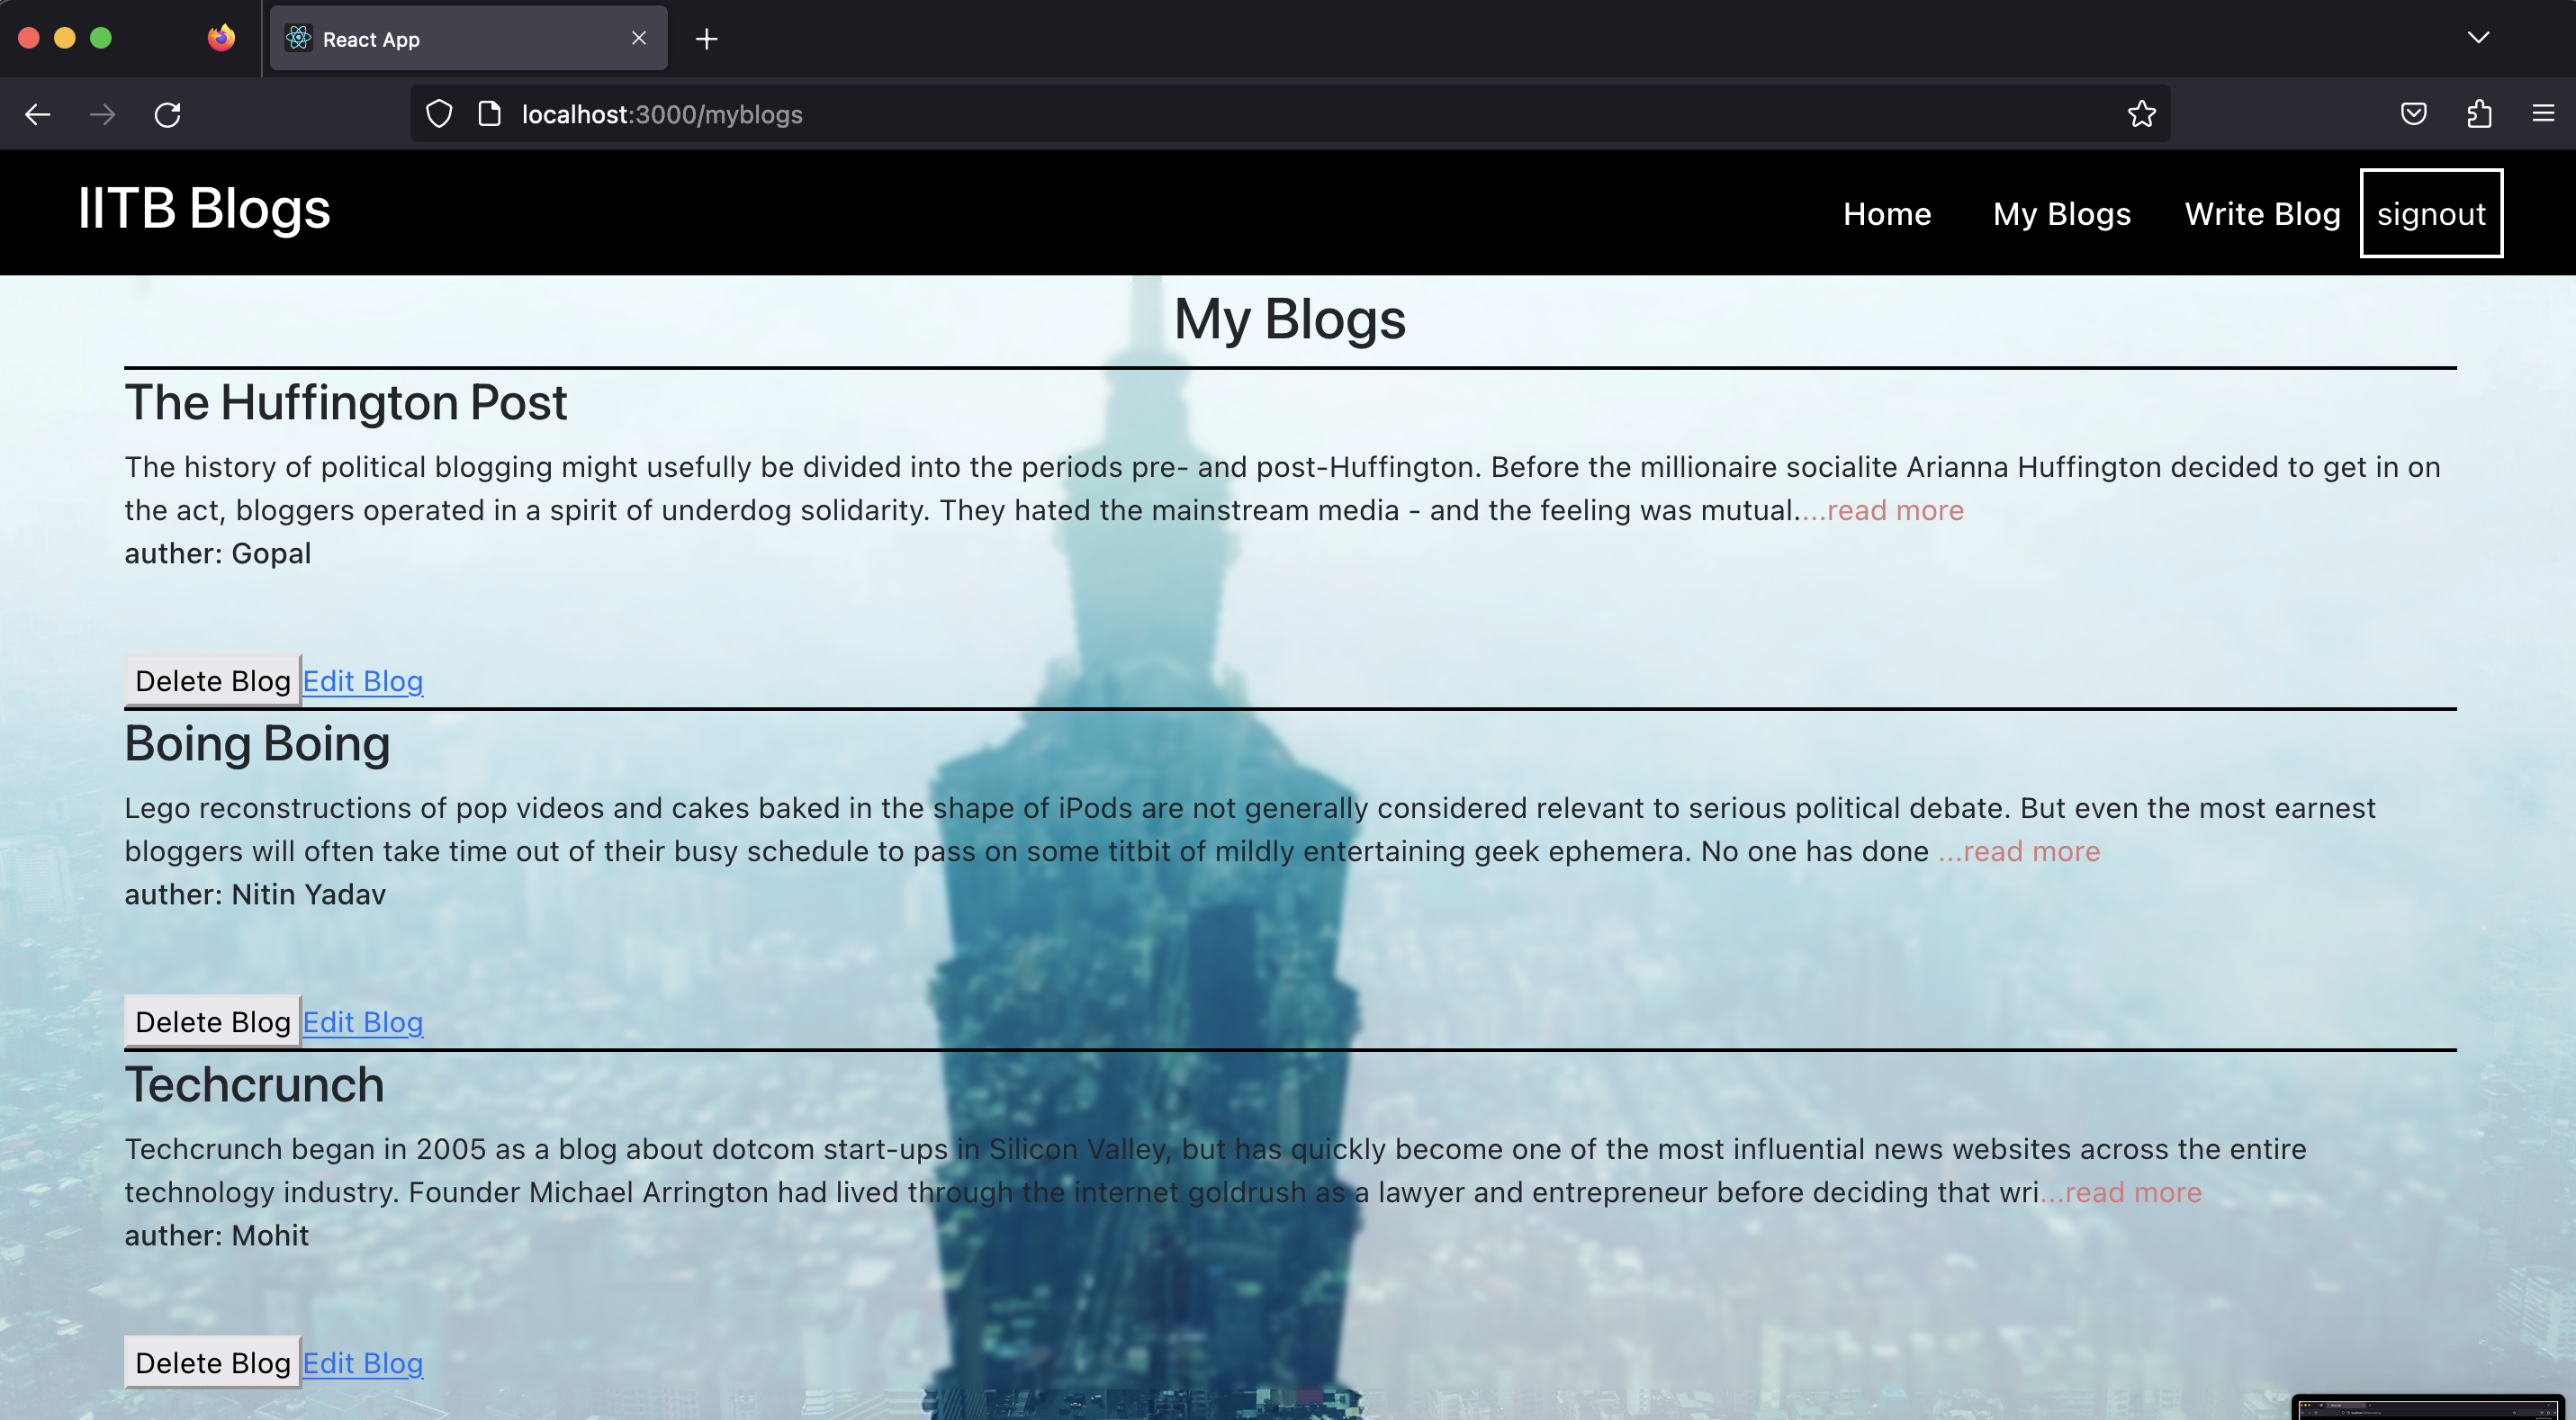 React App
localhost:3000/myblogs
IITB Blogs
Home
My Blogs
Write Blog
signout
My Blogs
The Huffington Post
The history of political blogging might usefully be divided into the periods pre- and post-Huffington. Before the millionaire socialite Arianna Huffington decided to get in on
the act, bloggers operated in a spirit of underdog solidarity. They hated the mainstream media - and the feeling was mutual....read more
auther: Gopal
Delete Blog Edit Blog
Boing Boing
Lego reconstructions of pop videos and cakes baked in the shape of iPods are not generally considered relevant to serious political debate. But even the most earnest
bloggers will often take time out of their busy schedule to pass on some titbit of mildly entertaining geek ephemera. No one has done ...read more
auther: Nitin Yadav
Delete Blog Edit Blog
Techcrunch
Techcrunch began in 2005 as a blog about dotcom start-ups in Silicon Valley, but has quickly become one of the most influential news websites across the entire
technology industry. Founder Michael Arrington had lived through the internet goldrush as a lawyer and entrepreneur before deciding that wri...read more
auther: Mohit
Delete Blog Edit Blog